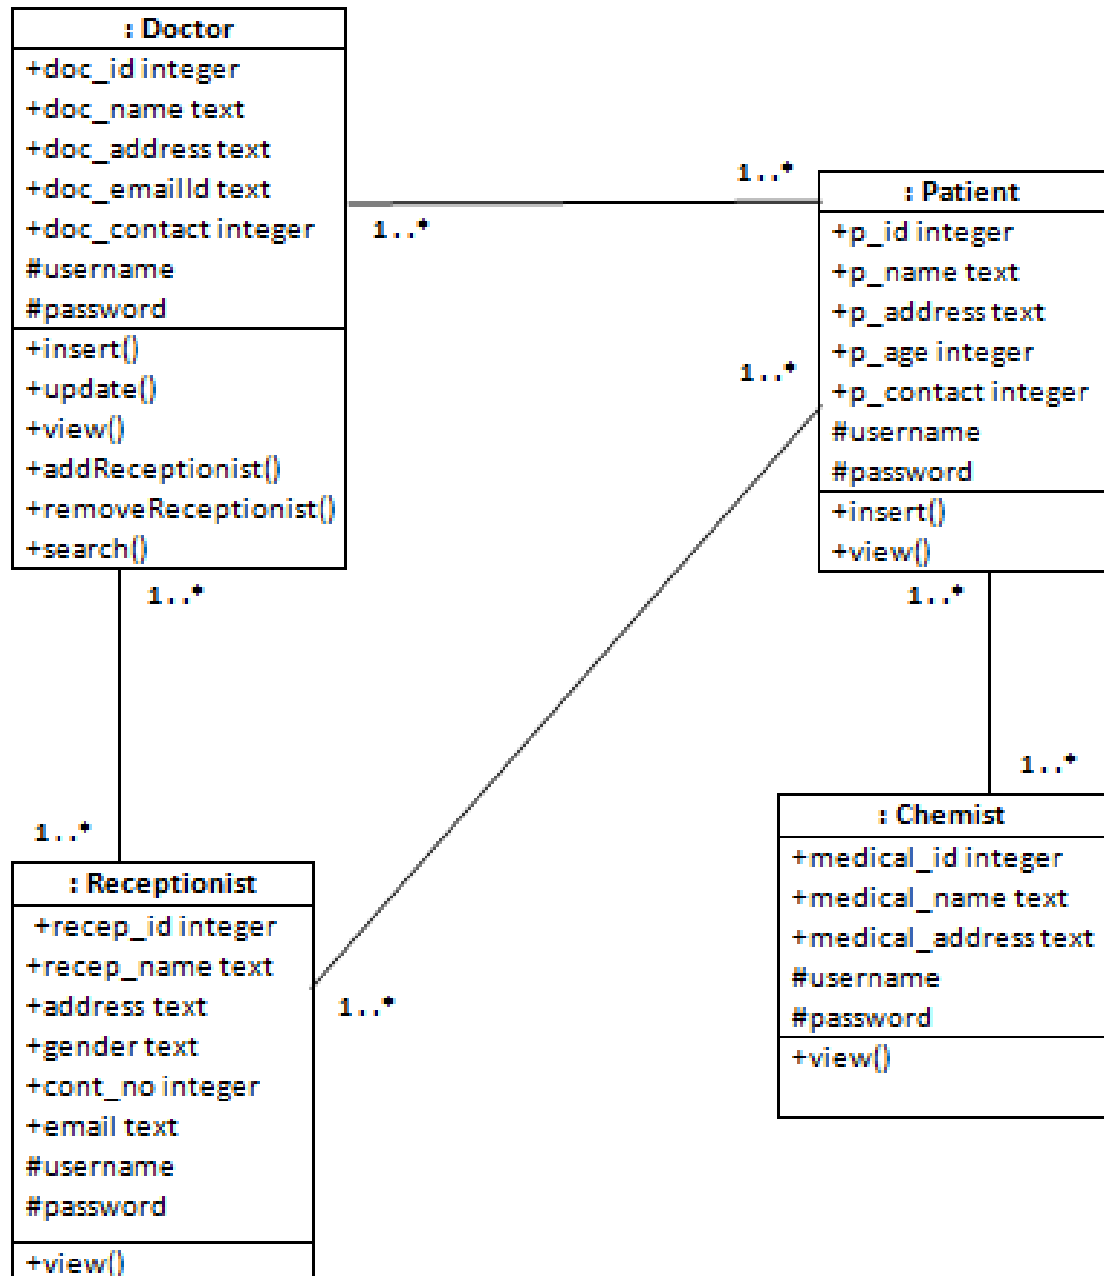 : Doctor
+doc_id integer
+doc_name text
+doc_address text
+doc_emailId text
+doc_contact integer
#username
#password
+insert()
+update()
+view()
+addReceptionist()
+removeReceptionist()
+search()
1..*
1..*
: Patient
+p_id integer
+p_name text
+p_address text
+p_age integer
+p_contact integer
#username
#password
+insert()
+view()
1..*
1..*
1..*
1..*
1..*
1..*
: Receptionist
+recep_id integer
+recep_name text
+address text
+gender text
+cont_no integer
+email text
#username
#password
+view()
: Chemist
+medical_id integer
+medical_name text
+medical_address text
#username
#password
+view()